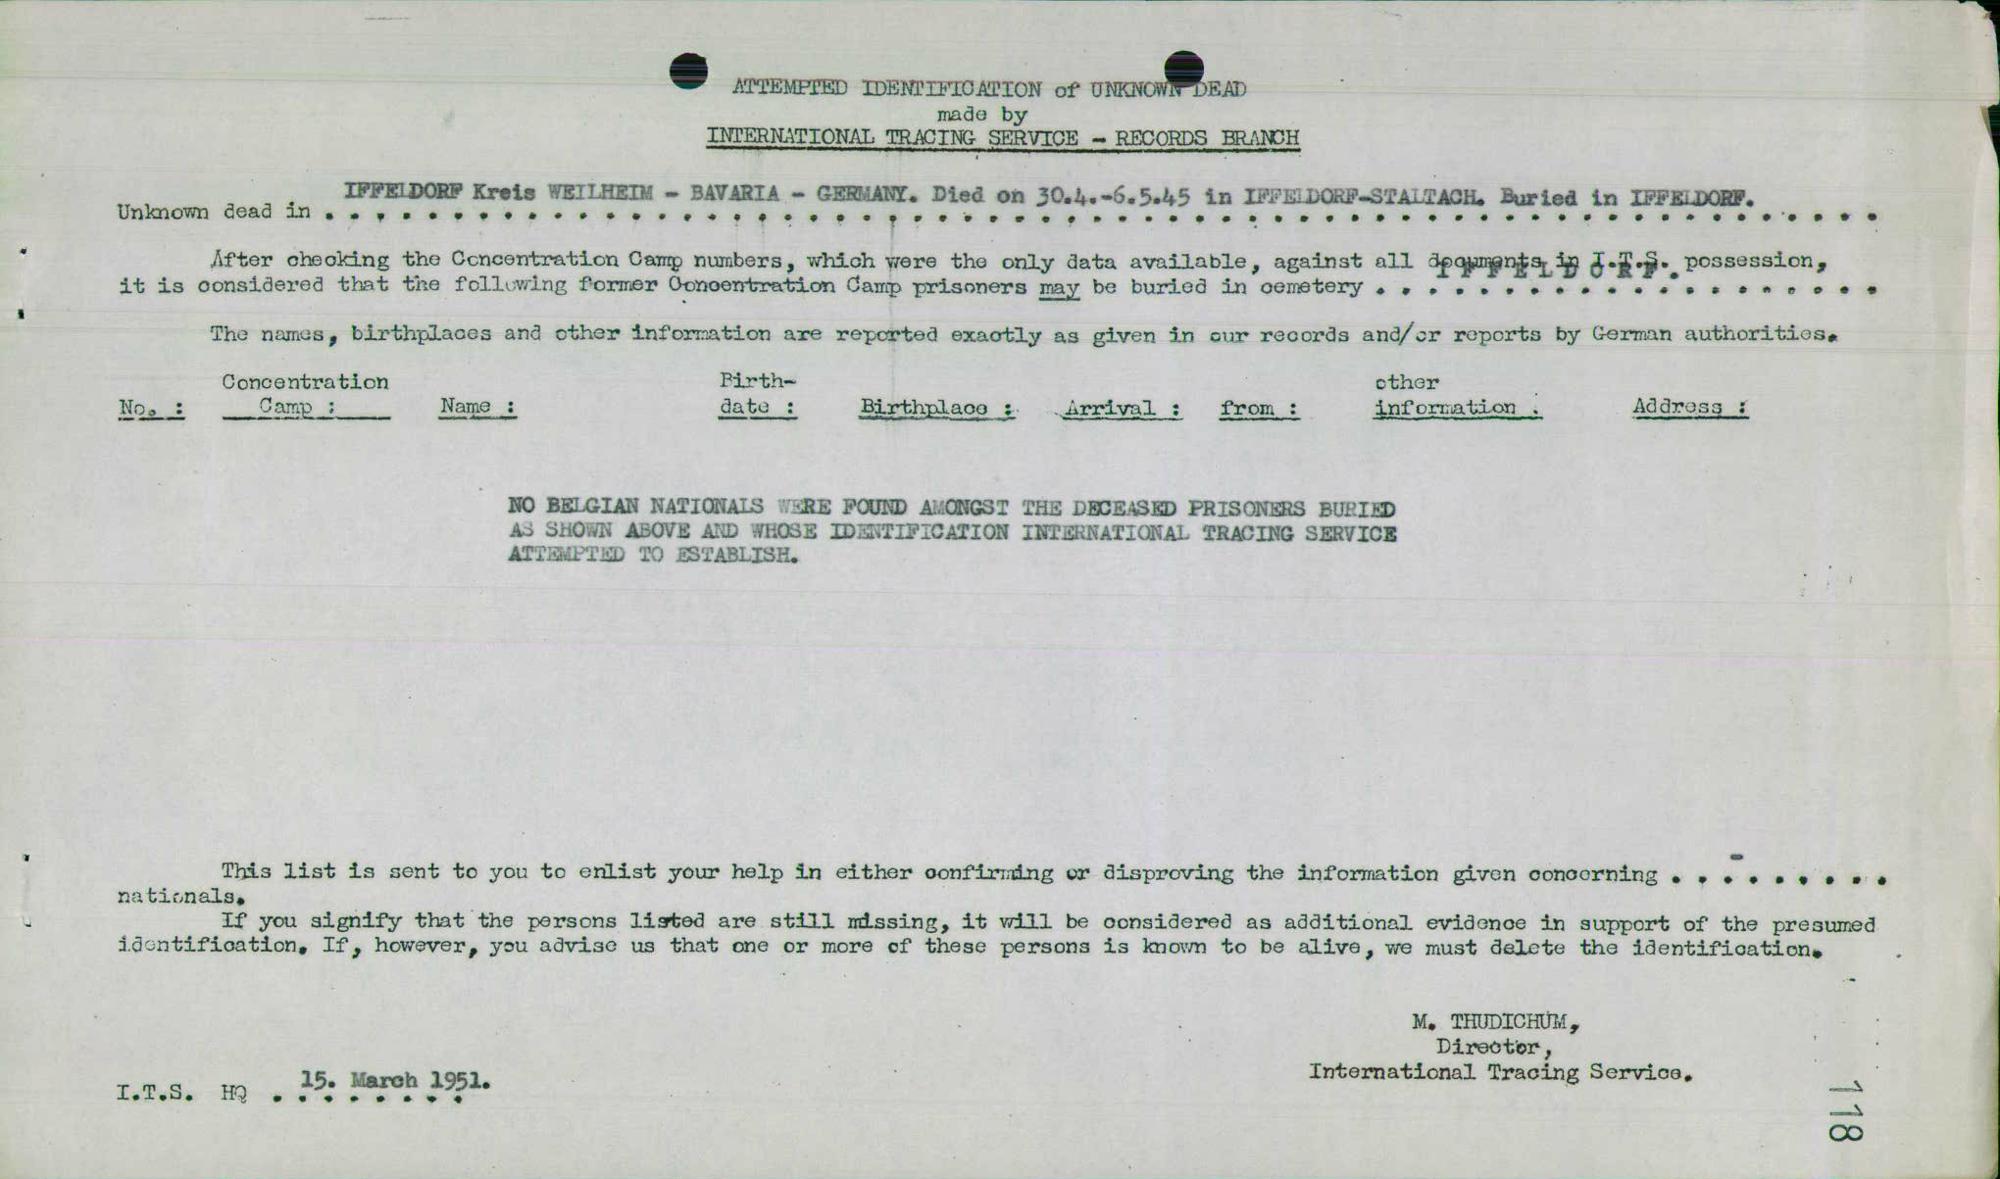 ATTEMPTED IDENTIFICATION of UNKNOWN DEAD
made by
INTERNATIONAL TRACING SERVICE - RECORDS BRANCH
IFFELDORF Kreis WEILHEIM - BAVARIA - GERMANY. Died on 30.4.-6.5.45 in IFFELDORF-STALTACH. Buried in IFFELDORF.
Unknown dead in . . . . . . . . . . . . . . . . . . . . . . . . . . . . . . . . . . . . . . . . . . . . . . . . . . . . . . . . . . . . .
After checking the Concentration Camp numbers, which were the only data available, against all documents in I.T.S. possession,
I F F E L D O R F.
it is considered that the following former Concentration Camp prisoners may be buried in cemetery . . . . . . . . . . . . . . . . . . . .
The names, birthplaces and other information are reported exactly as given in our records and/or reports by German authorities.
Concentration Birth- other
No. : Camp : Name : date : Birthplace : Arrival : from : information : Address :
NO BELGIAN NATIONALS WERE FOUND AMONGST THE DECEASED PRISONERS BURIED
AS SHOWN ABOVE AND WHOSE IDENTIFICATION INTERNATIONAL TRACING SERVICE
ATTEMPTED TO ESTABLISH.
-
This list is sent to you to enlist your help in either confirming or disproving the information given concerning . . . . . . . . .
nationals.
If you signify that the persons listed are still missing, it will be considered as additional evidence in support of the presumed
identification. If, however, you advise us that one or more of these persons is known to be alive, we must delete the identification.
M. THUDICHUM,
Director,
International Tracing Service.
15. March 1951.
I.T.S. HQ . . . . . . . .
118